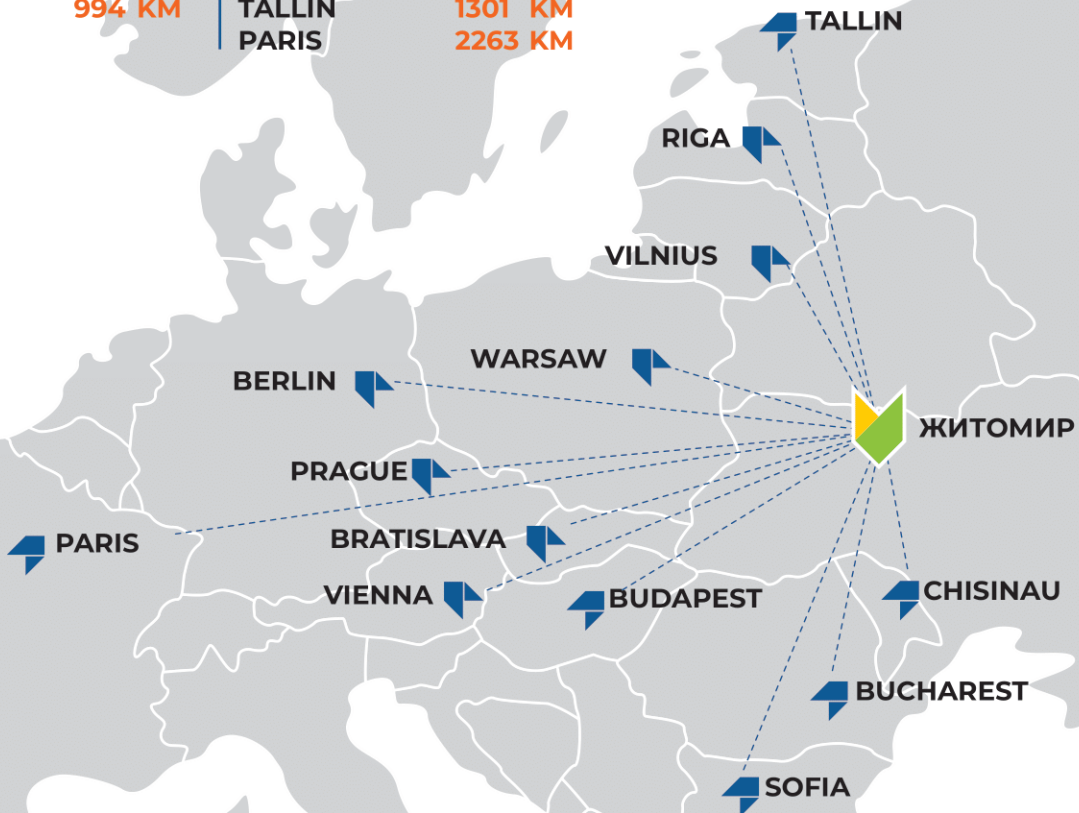 994 KM TALLIN 1301 KM
PARIS 2263 KM
TALLIN
RIGA
VILNIUS
WARSAW
BERLIN
ЖИТОМИР
PRAGUE
BRATISLAVA
PARIS
VIENNA
BUDAPEST
CHISINAU
BUCHAREST
SOFIA